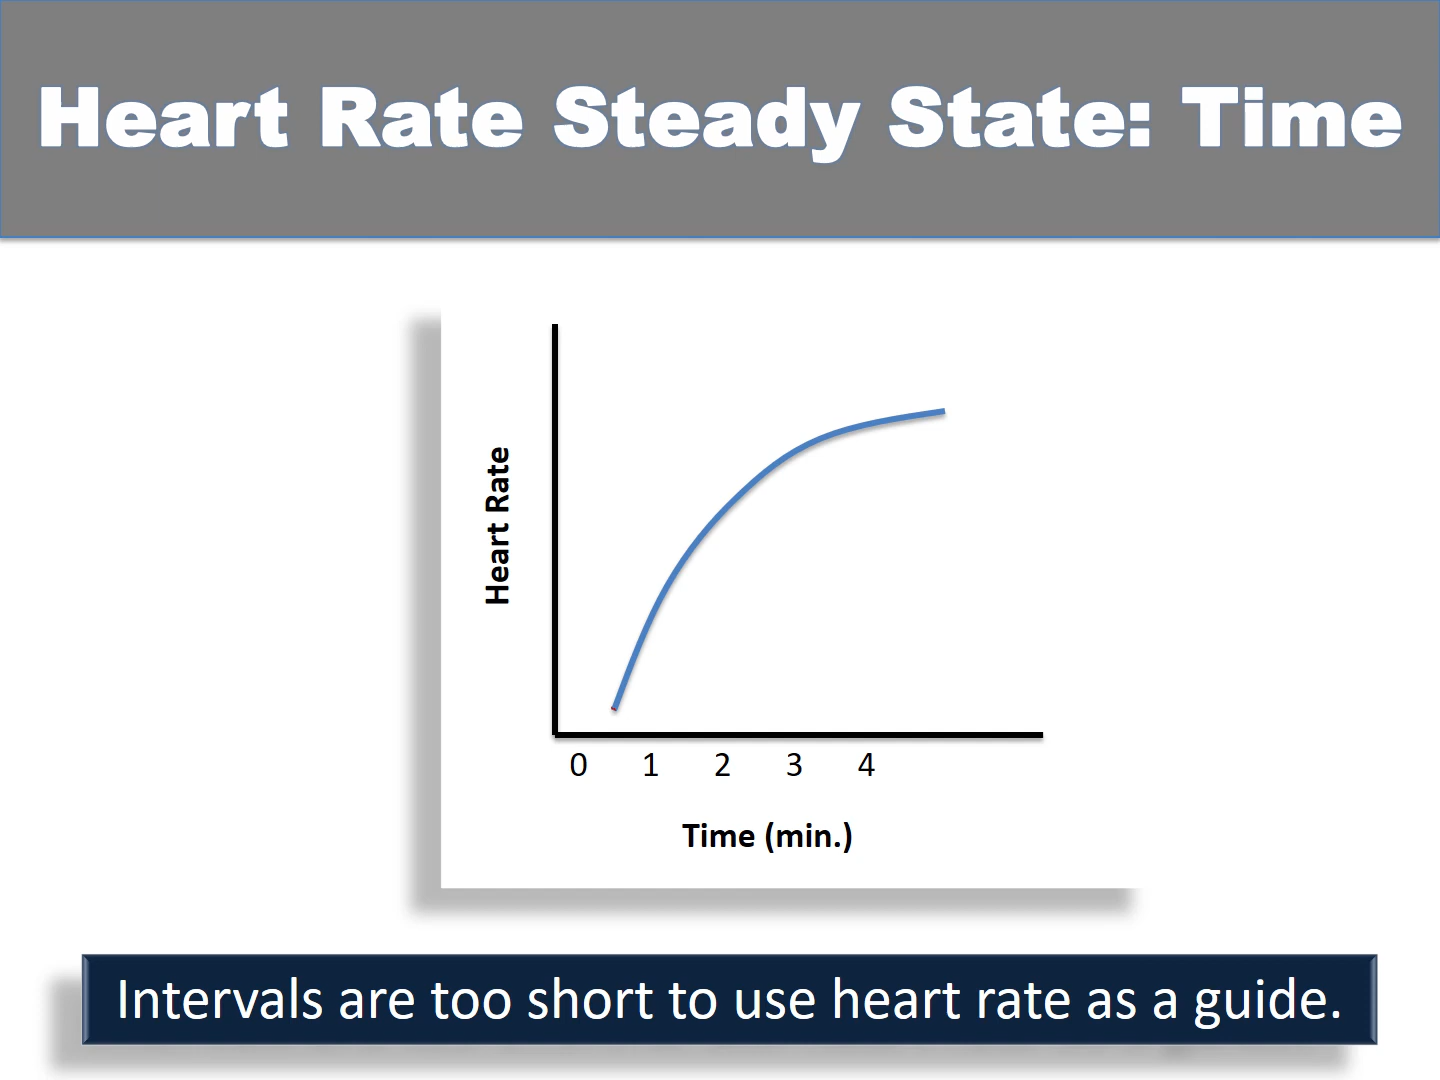 Heart Rate Steady State: Time
Heart Rate
0 1 2 3 4
Time (min.)
Intervals are too short to use heart rate as a guide.